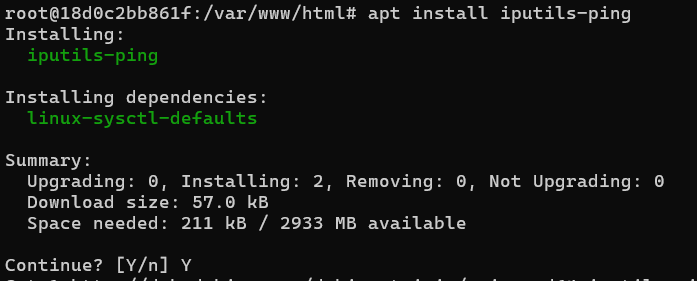 root@18d0c2bb861f:/var/www/html# apt install iputils-ping
Installing:
iputils-ping
Installing dependencies:
linux-sysctl-defaults
Summary:
Upgrading: 0, Installing: 2, Removing: 0, Not Upgrading: 0
Download size: 57.0 kB
Space needed: 211 kB / 2933 MB available
Continue? [Y/n] Y